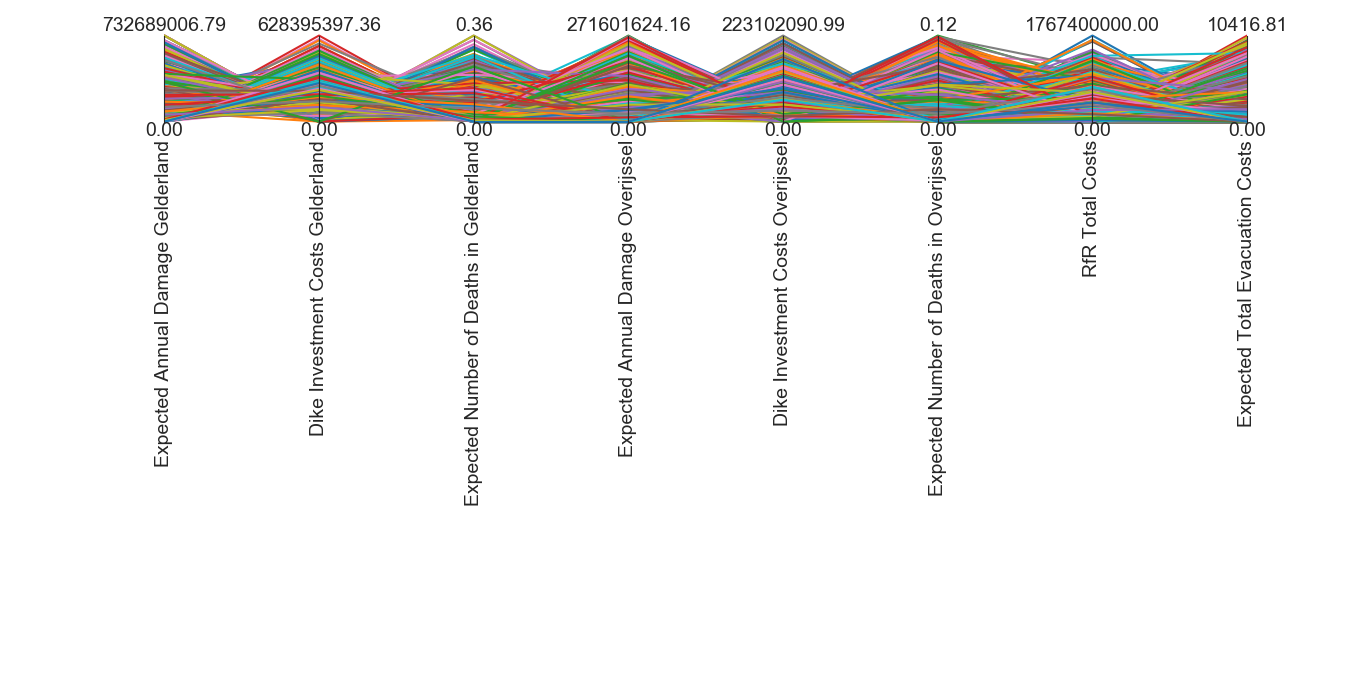 732689006.79 628395397.36 0.36 271601624.16 223102090.99 0.12 1767400000.00 10416.81
0.00 0.00 0.00 0.00 0.00 0.00 0.00 0.00
Expected Annual Damage Gelderland
Dike Investment Costs Gelderland
Expected Number of Deaths in Gelderland
Expected Annual Damage Overijssel
Dike Investment Costs Overijssel
Expected Number of Deaths in Overijssel
RfR Total Costs
Expected Total Evacuation Costs